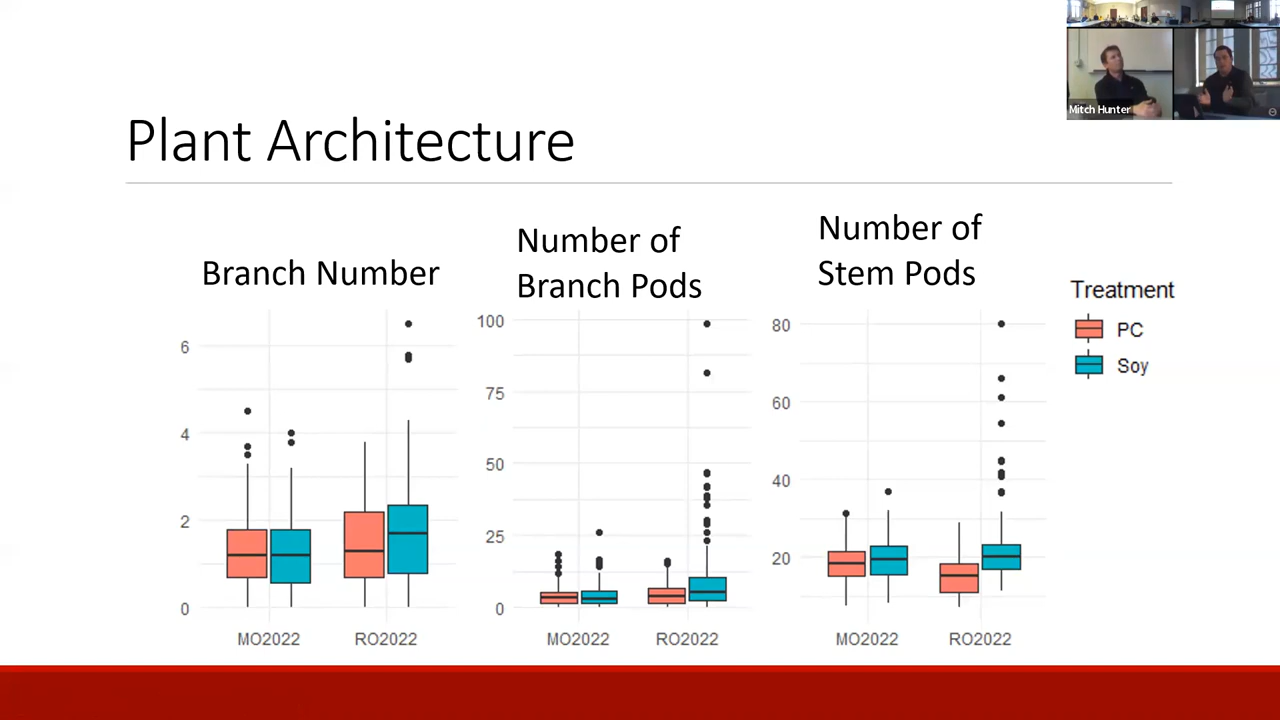 Mitch Hunter
Plant Architecture
Branch Number
Number of
Branch Pods
Number of
Stem Pods
Treatment
PC
Soy
6
4
2
0
MO2022
RO2022
100
75
50
25
0
MO2022
RO2022
80
60
40
20
MO2022
RO2022